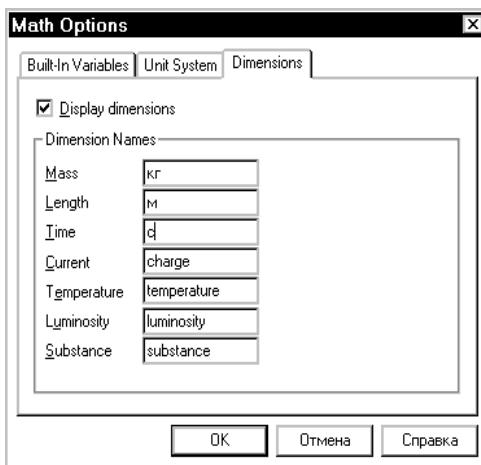 Math Options
Built-In Variables Unit System Dimensions
Display dimensions
Dimension Names
Mass кг
Length м
Time с
Current charge
Temperature temperature
Luminosity luminosity
Substance substance
OK Отмена Справка